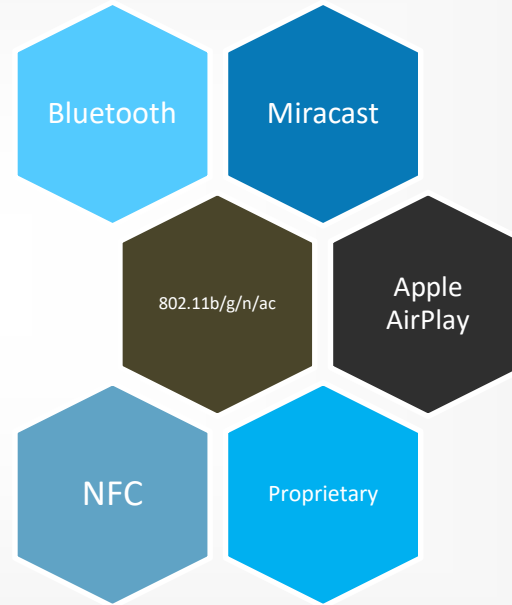 Bluetooth
Miracast
802.11b/g/n/ac
Apple
AirPlay
NFC
Proprietary